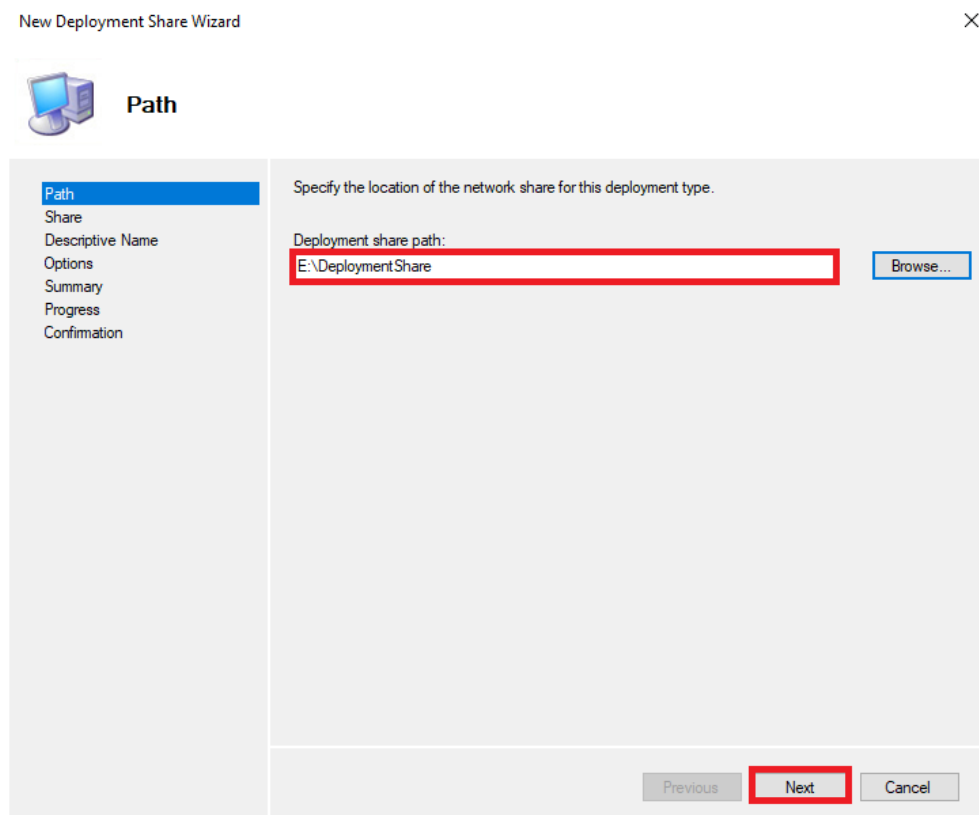 New Deployment Share Wizard
Path
Path
Share
Descriptive Name
Options
Summary
Progress
Confirmation
Specify the location of the network share for this deployment type.
Deployment share path:
E:\DeploymentShare
Browse...
Previous
Next
Cancel